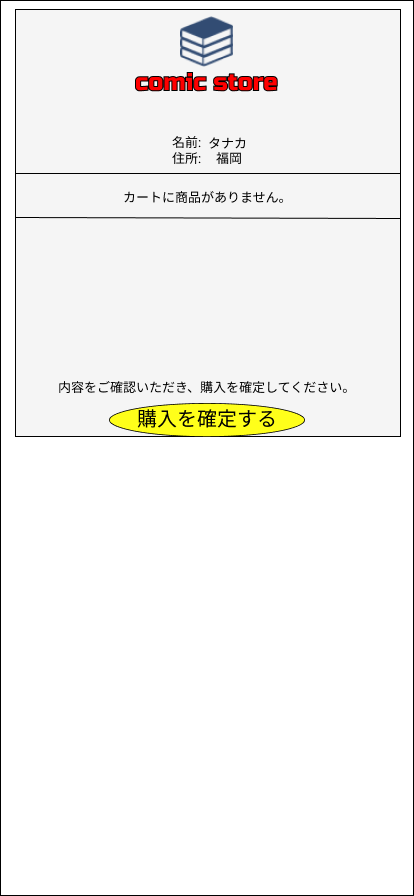 comic store
名前: タナカ
住所: 福岡
カートに商品がありません。
内容をご確認いただき、購入を確定してください。
購入を確定する